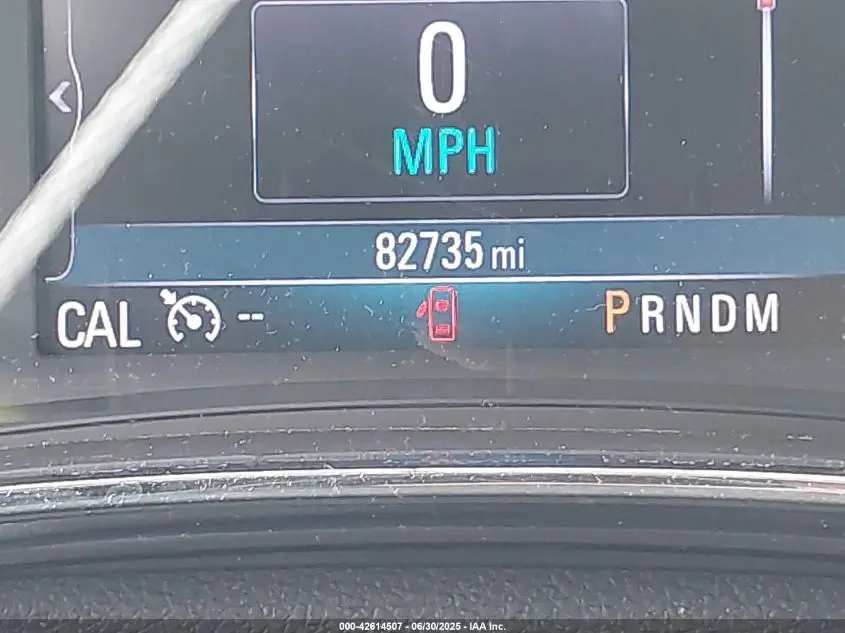 0
MPH
82735 mi
CAL -- PRNDM
000-42614507 - 06/30/2025 - IAA Inc.